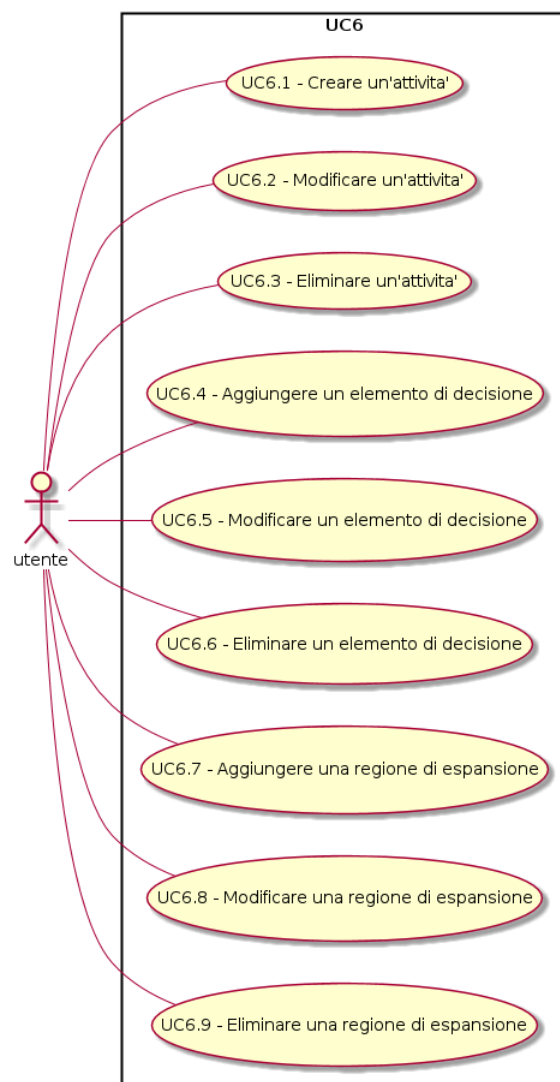 UC6
UC6.1 - Creare un'attivita'
UC6.2 - Modificare un'attivita'
UC6.3 - Eliminare un'attivita'
UC6.4 - Aggiungere un elemento di decisione
UC6.5 - Modificare un elemento di decisione
utente
UC6.6 - Eliminare un elemento di decisione
UC6.7 - Aggiungere una regione di espansione
UC6.8 - Modificare una regione di espansione
UC6.9 - Eliminare una regione di espansione